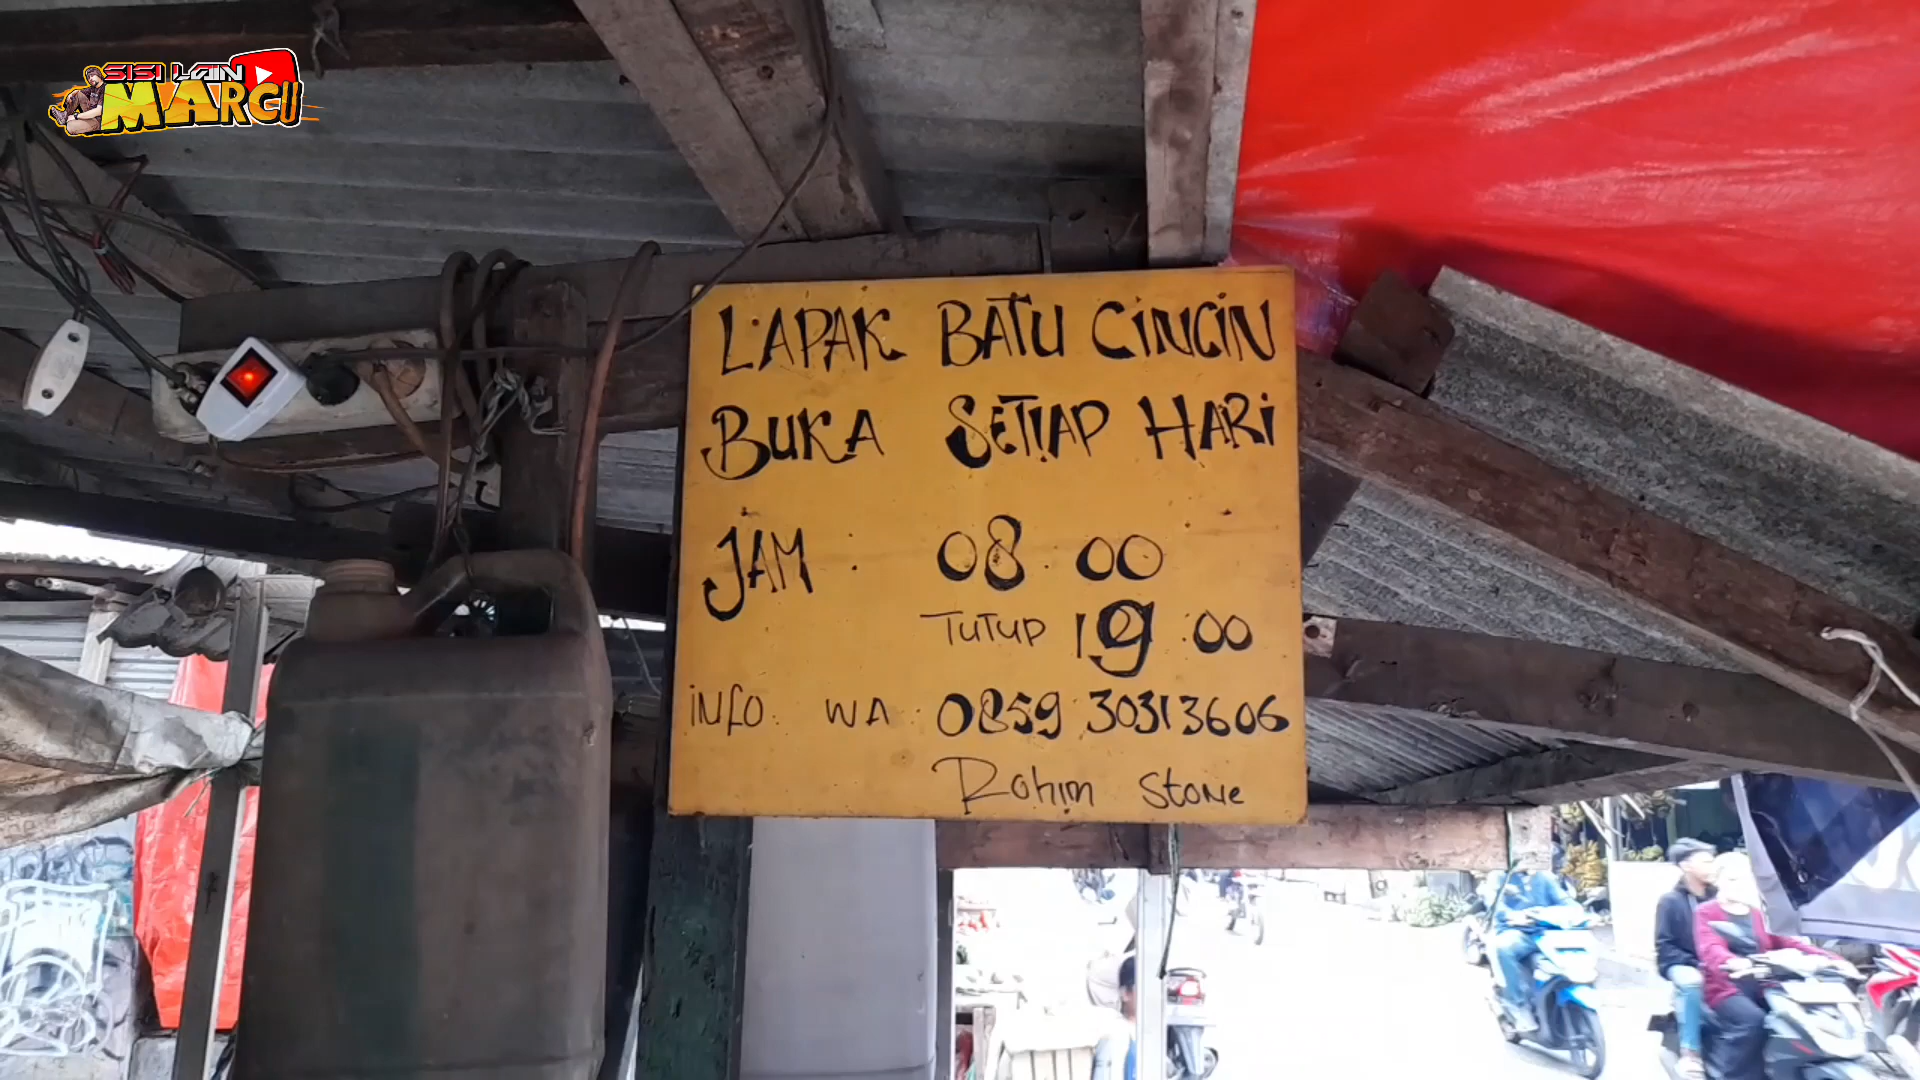 SISI LAIN
MARCU
LAPAK BATU CINCIN
BUKA SETIAP HARI
JAM : 08.00
TUTUP 19:00
INFO. WA : 0859 30313606
Rohim Stone